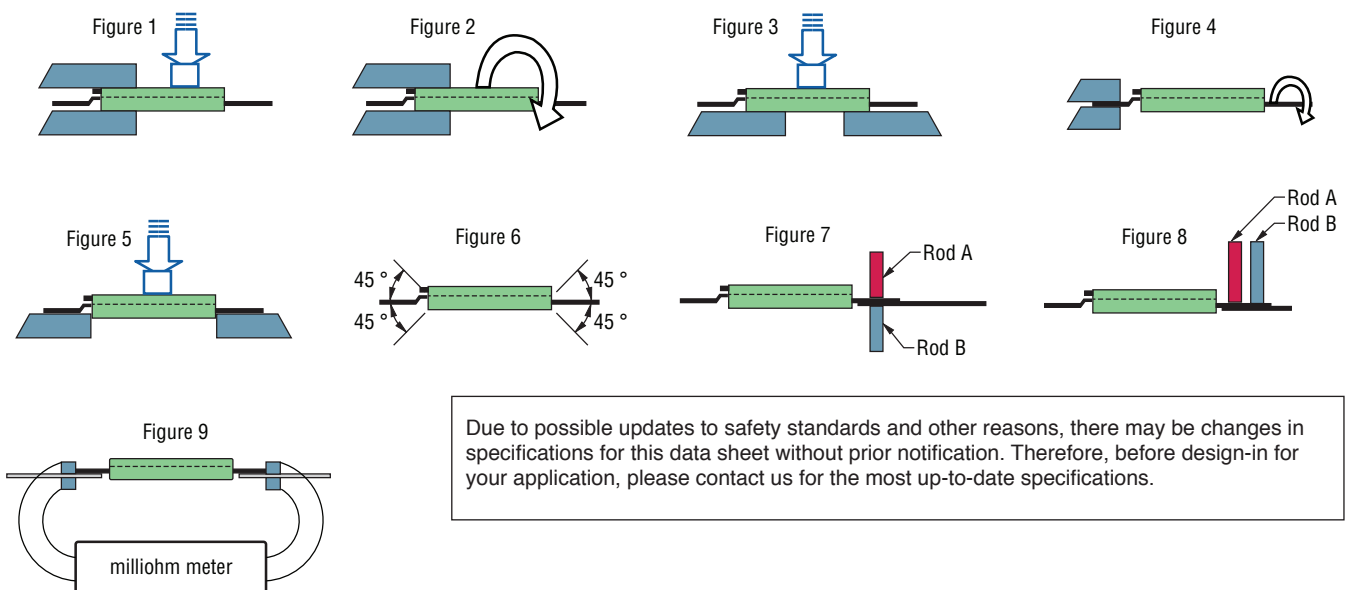 Figure 1
Figure 2
Figure 3
Figure 4
Figure 5
Figure 6
45 °
45 °
45 °
45 °
Figure 7
Rod A
Rod B
Figure 8
Rod A
Rod B
Figure 9
milliohm meter
Due to possible updates to safety standards and other reasons, there may be changes in
specifications for this data sheet without prior notification. Therefore, before design-in for
your application, please contact us for the most up-to-date specifications.